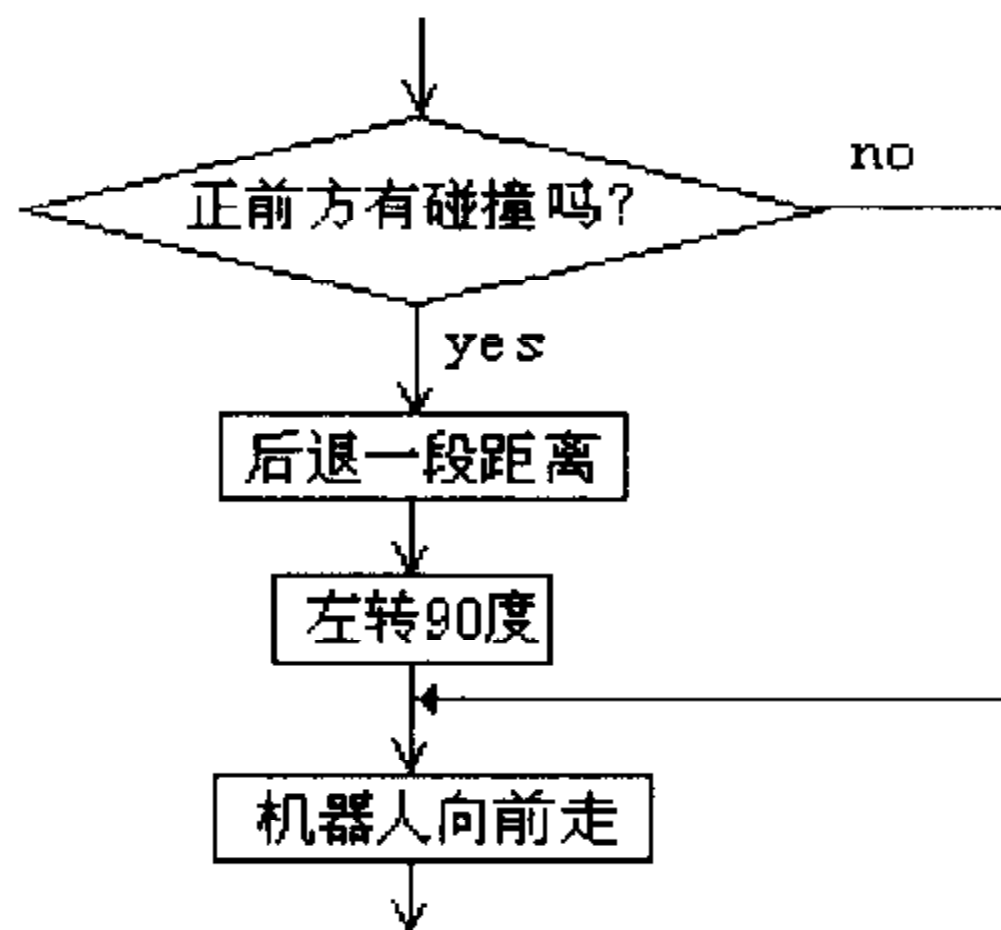 正前方有碰撞吗?
no
yes
后退一段距离
左转90度
机器人向前走